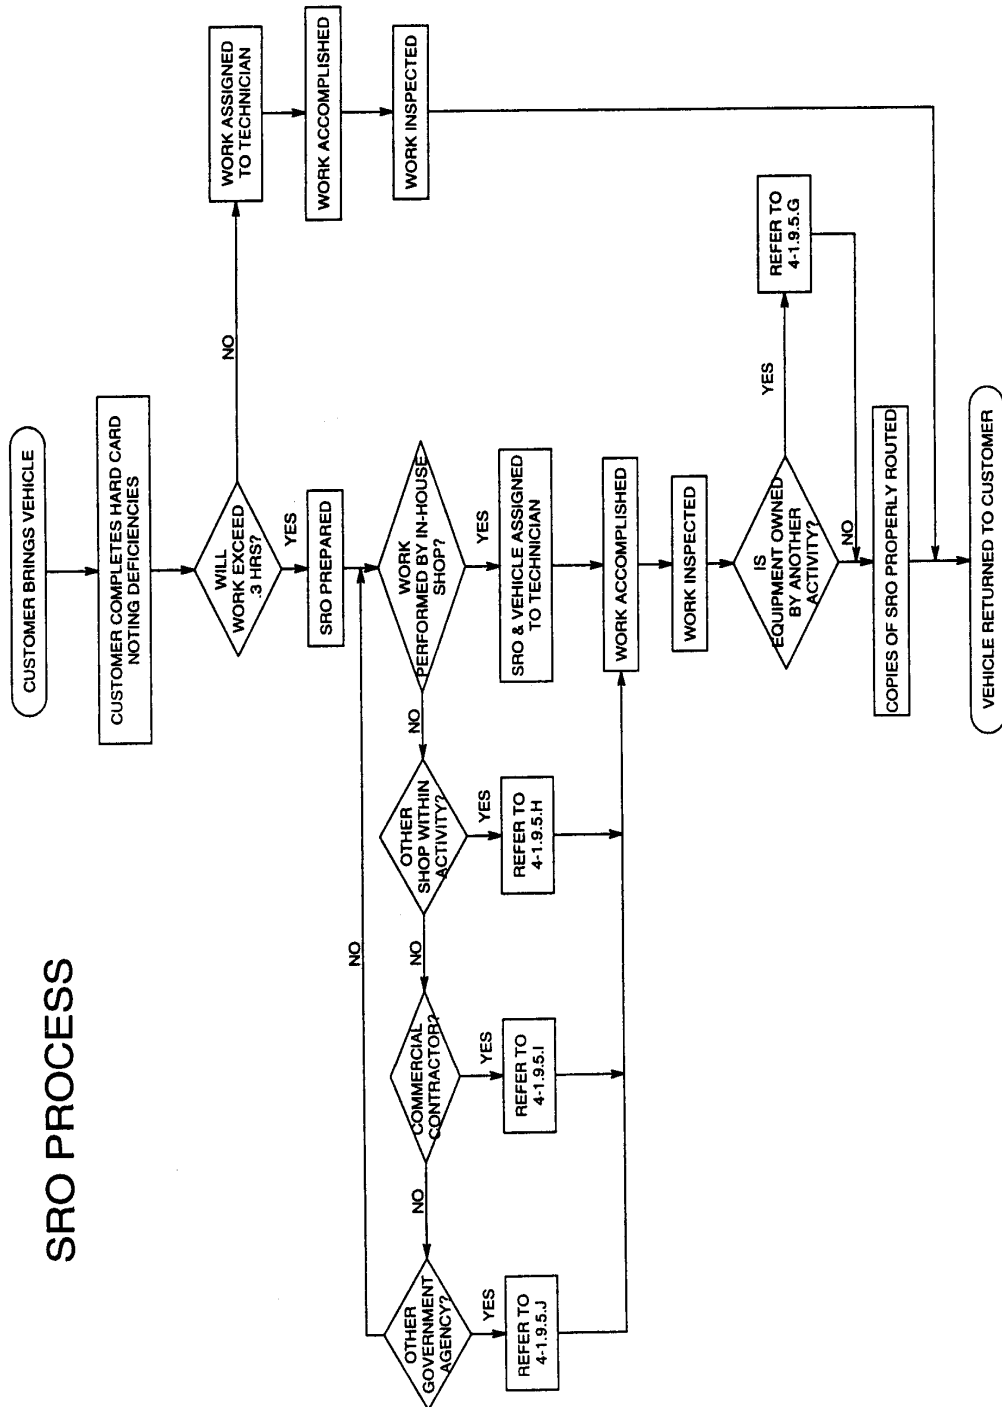 SRO PROCESS
CUSTOMER BRINGS VEHICLE
CUSTOMER COMPLETES HARD CARD
NOTING DEFICIENCIES
WILL
WORK EXCEED
.3 HRS?
NO
WORK ASSIGNED
TO TECHNICIAN
WORK ACCOMPLISHED
WORK INSPECTED
YES
SRO PREPARED
NO
WORK
PERFORMED BY IN-HOUSE
SHOP?
NO
OTHER
SHOP WITHIN
ACTIVITY?
NO
COMMERCIAL
CONTRACTOR?
NO
OTHER
GOVERNMENT
AGENCY?
YES
REFER TO
4-1.9.5.J
YES
REFER TO
4-1.9.5.I
YES
REFER TO
4-1.9.5.H
YES
SRO & VEHICLE ASSIGNED
TO TECHNICIAN
WORK ACCOMPLISHED
WORK INSPECTED
IS
EQUIPMENT OWNED
BY ANOTHER
ACTIVITY?
YES
REFER TO
4-1.9.5.G
NO
COPIES OF SRO PROPERLY ROUTED
VEHICLE RETURNED TO CUSTOMER